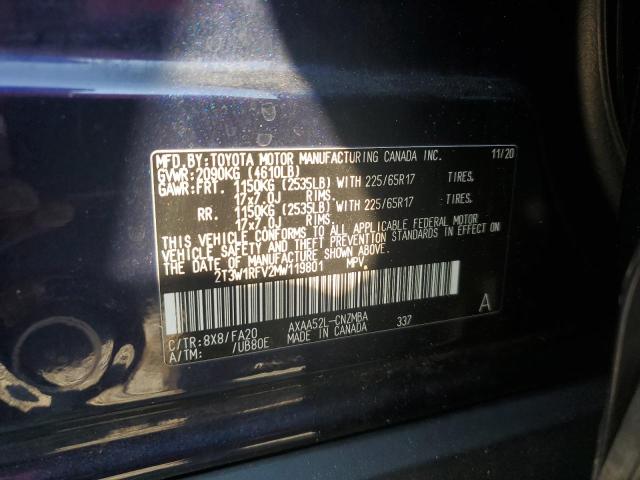 MFD.BY:TOYOTA MOTOR MANUFACTURING CANADA INC. 11/20
GVWR:2090KG (4610LB)
GAWR:FRT. 1150KG (2535LB) WITH 225/65R17 TIRES,
17x7.0J RIMS.
RR. 1150KG (2535LB) WITH 225/65R17 TIRES,
17x7.0J RIMS.
THIS VEHICLE CONFORMS TO ALL APPLICABLE FEDERAL MOTOR
VEHICLE SAFETY AND THEFT PREVENTION STANDARDS IN EFFECT
ON THE DATE OF MANUFACTURE SHOWN ABOVE.
2T3W1RFV2MW119801 MPV
A
C/TR:8X8/FA20 AXAA52L-CNZMBA
A/TM: /UB80E MADE IN CANADA 337